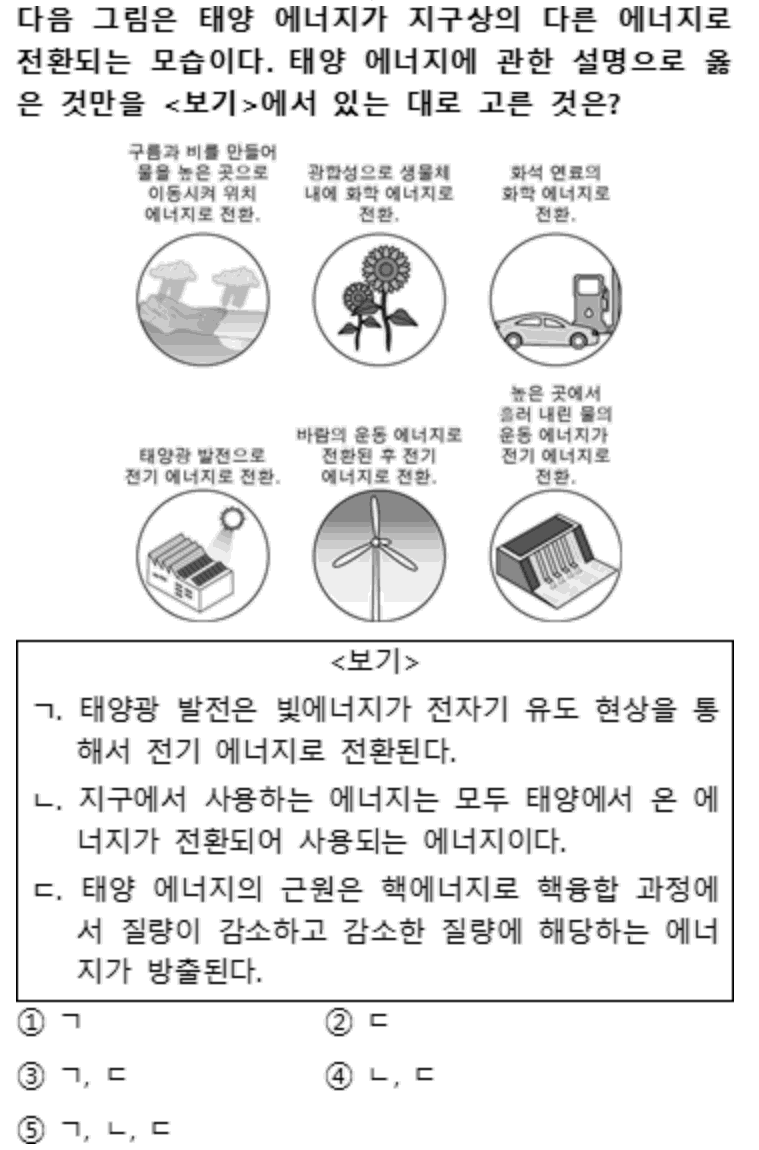 다음 그림은 태양 에너지가 지구상의 다른 에너지로
전환되는 모습이다. 태양 에너지에 관한 설명으로 옳
은 것만을 <보기>에서 있는 대로 고른 것은?
구름과 비를 만들어
물을 높은 곳으로
이동시켜 위치
에너지로 전환.
광합성으로 생물체
내에 화학 에너지로
전환.
화석 연료의
화학 에너지로
전환.
태양광 발전으로
전기 에너지로 전환.
바람의 운동 에너지로
전환된 후 전기
에너지로 전환.
높은 곳에서
흘러 내린 물의
운동 에너지가
전기 에너지로
전환.
<보기>
ㄱ. 태양광 발전은 빛에너지가 전자기 유도 현상을 통
해서 전기 에너지로 전환된다.
ㄴ. 지구에서 사용하는 에너지는 모두 태양에서 온 에
너지가 전환되어 사용되는 에너지이다.
ㄷ. 태양 에너지의 근원은 핵에너지로 핵융합 과정에
서 질량이 감소하고 감소한 질량에 해당하는 에너
지가 방출된다.
① ㄱ ② ㄷ
③ ㄱ, ㄷ ④ ㄴ, ㄷ
⑤ ㄱ, ㄴ, ㄷ